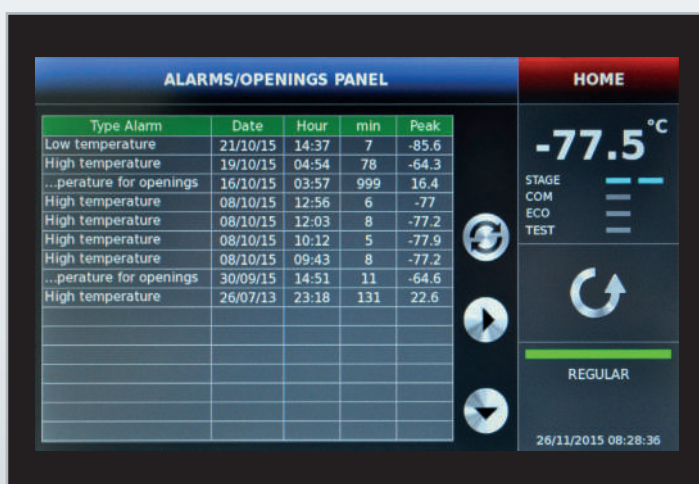 ALARMS/OPENINGS PANEL
HOME
Type Alarm Date Hour min Peak
Low temperature 21/10/15 14:37 7 -85.6
High temperature 19/10/15 04:54 78 -64.3
...perature for openings 16/10/15 03:57 999 16.4
High temperature 08/10/15 12:56 6 -77
High temperature 08/10/15 12:03 8 -77.2
High temperature 08/10/15 10:12 5 -77.9
High temperature 08/10/15 09:43 8 -77.2
...perature for openings 30/09/15 14:51 11 -64.6
High temperature 26/07/13 23:18 131 22.6
-77.5 °C
STAGE
COM
ECO
TEST
REGULAR
26/11/2015 08:28:36